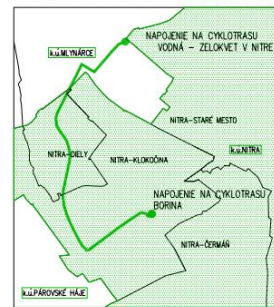 NAPOJENIE NA CYKLOTRASU
VODNÁ – ZELOKVET V NITRE
k.ú.MLYNÁRCE
NITRA-STARÉ MESTO
k.ú.NITRA
NITRA-DIELY
NITRA-KLOKOČINA
NAPOJENIE NA CYKLOTRASU
BORINA
NITRA-ČERMÁŇ
k.ú.PÁROVSKÉ HÁJE